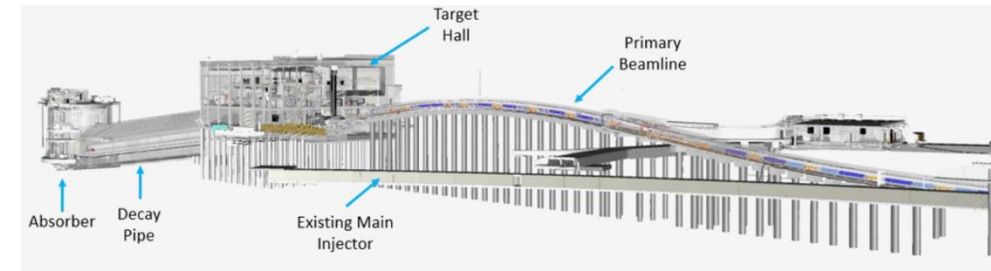 Target
Hall
Primary
Beamline
Absorber
Decay
Pipe
Existing Main
Injector